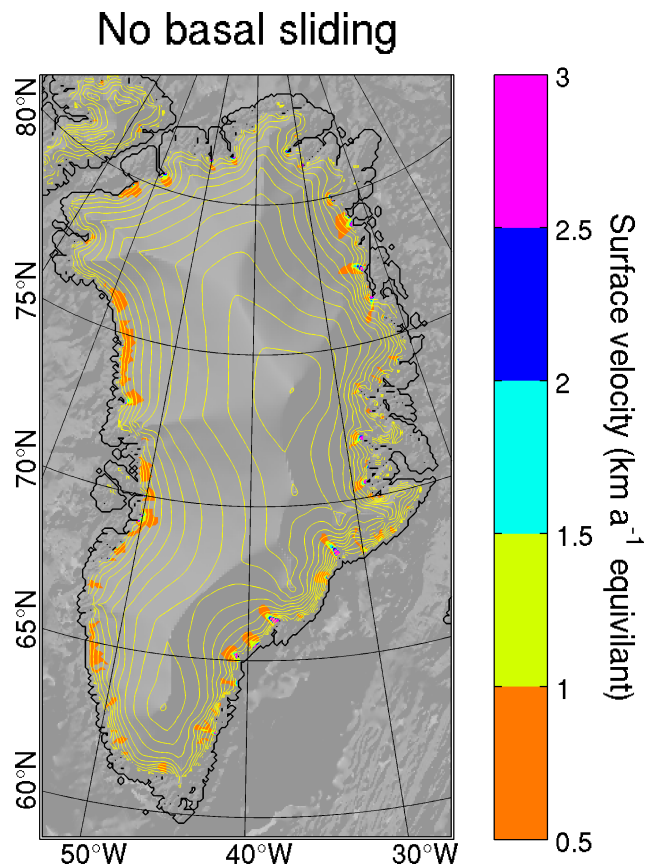 No basal sliding
80°N
75°N
70°N
65°N
60°N
50°W
40°W
30°W
3
2.5
2
1.5
1
0.5
Surface velocity (km a⁻¹ equivilant)